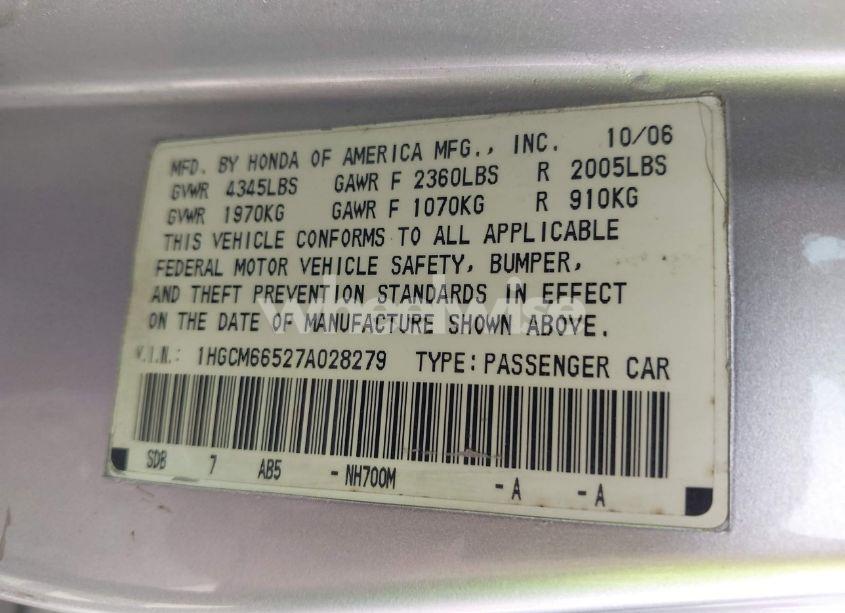 MFD. BY HONDA OF AMERICA MFG., INC. 10/06
GVWR 4345LBS GAWR F 2360LBS R 2005LBS
GVWR 1970KG GAWR F 1070KG R 910KG
THIS VEHICLE CONFORMS TO ALL APPLICABLE
FEDERAL MOTOR VEHICLE SAFETY, BUMPER,
AND THEFT PREVENTION STANDARDS IN EFFECT
wheelwise
ON THE DATE OF MANUFACTURE SHOWN ABOVE.
V.I.N.: 1HGCM66527A028279 TYPE: PASSENGER CAR
SDB 7 AB5 - NH700M - A - A